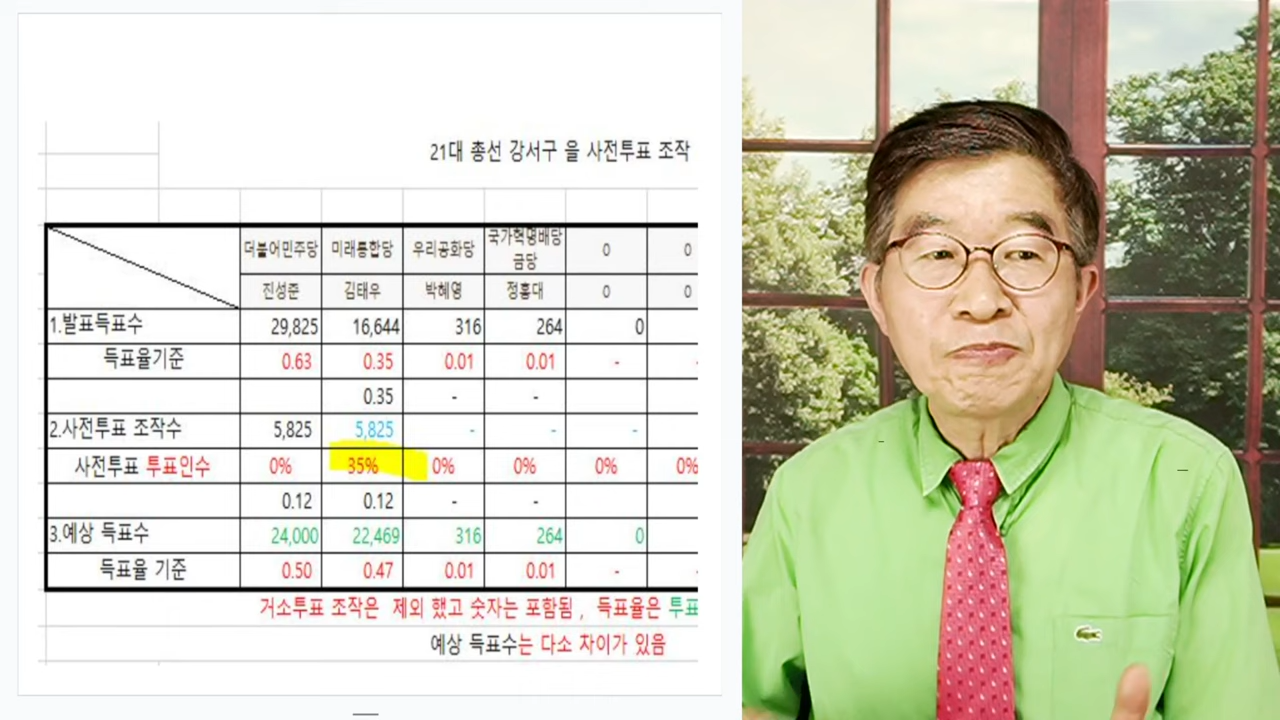 21대 총선 강서구 을 사전투표 조작
더불어민주당 미래통합당 우리공화당 국가혁명배당금당 0 0
진성준 김태우 박혜영 정홍대 0 0
1.발표득표수 29,825 16,644 316 264 0
득표율기준 0.63 0.35 0.01 0.01 - -
0.35 - -
2.사전투표 조작수 5,825 5,825 - - -
사전투표 투표인수 0% 35% 0% 0% 0% 0%
0.12 0.12 - -
3.예상 득표수 24,000 22,469 316 264 0
득표율 기준 0.50 0.47 0.01 0.01 -
거소투표 조작은 제외 했고 숫자는 포함됨 , 득표율은 투표
예상 득표수는 다소 차이가 있음